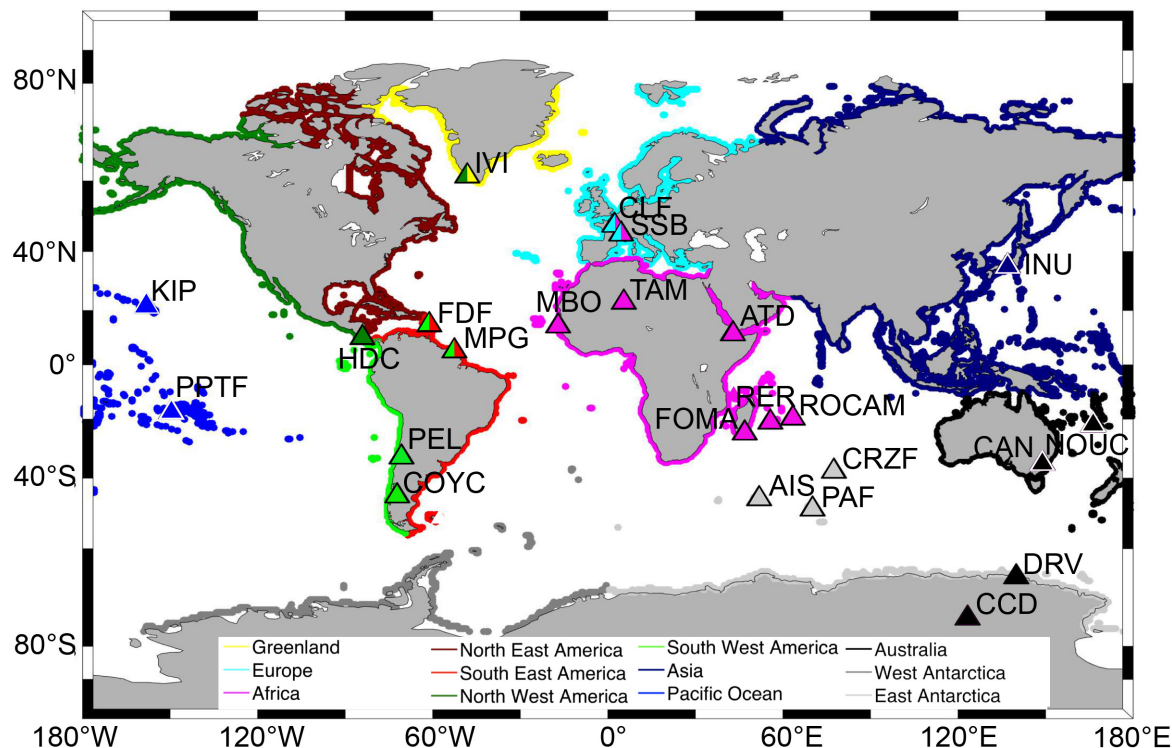 80°N
IVI
CLF
SSB
40°N
INU
KIP
TAM
MBO
FDF
ATD
MPG
HDC
0°
PPTF
RER
ROCAM
FOMA
PEL
CAN
NOUC
40°S
COYC
CRZF
AIS
PAF
DRV
CCD
80°S
Greenland
North East America
South West America
Australia
Europe
South East America
Asia
West Antarctica
Africa
North West America
Pacific Ocean
East Antarctica
180°W
120°W
60°W
0°
60°E
120°E
180°E